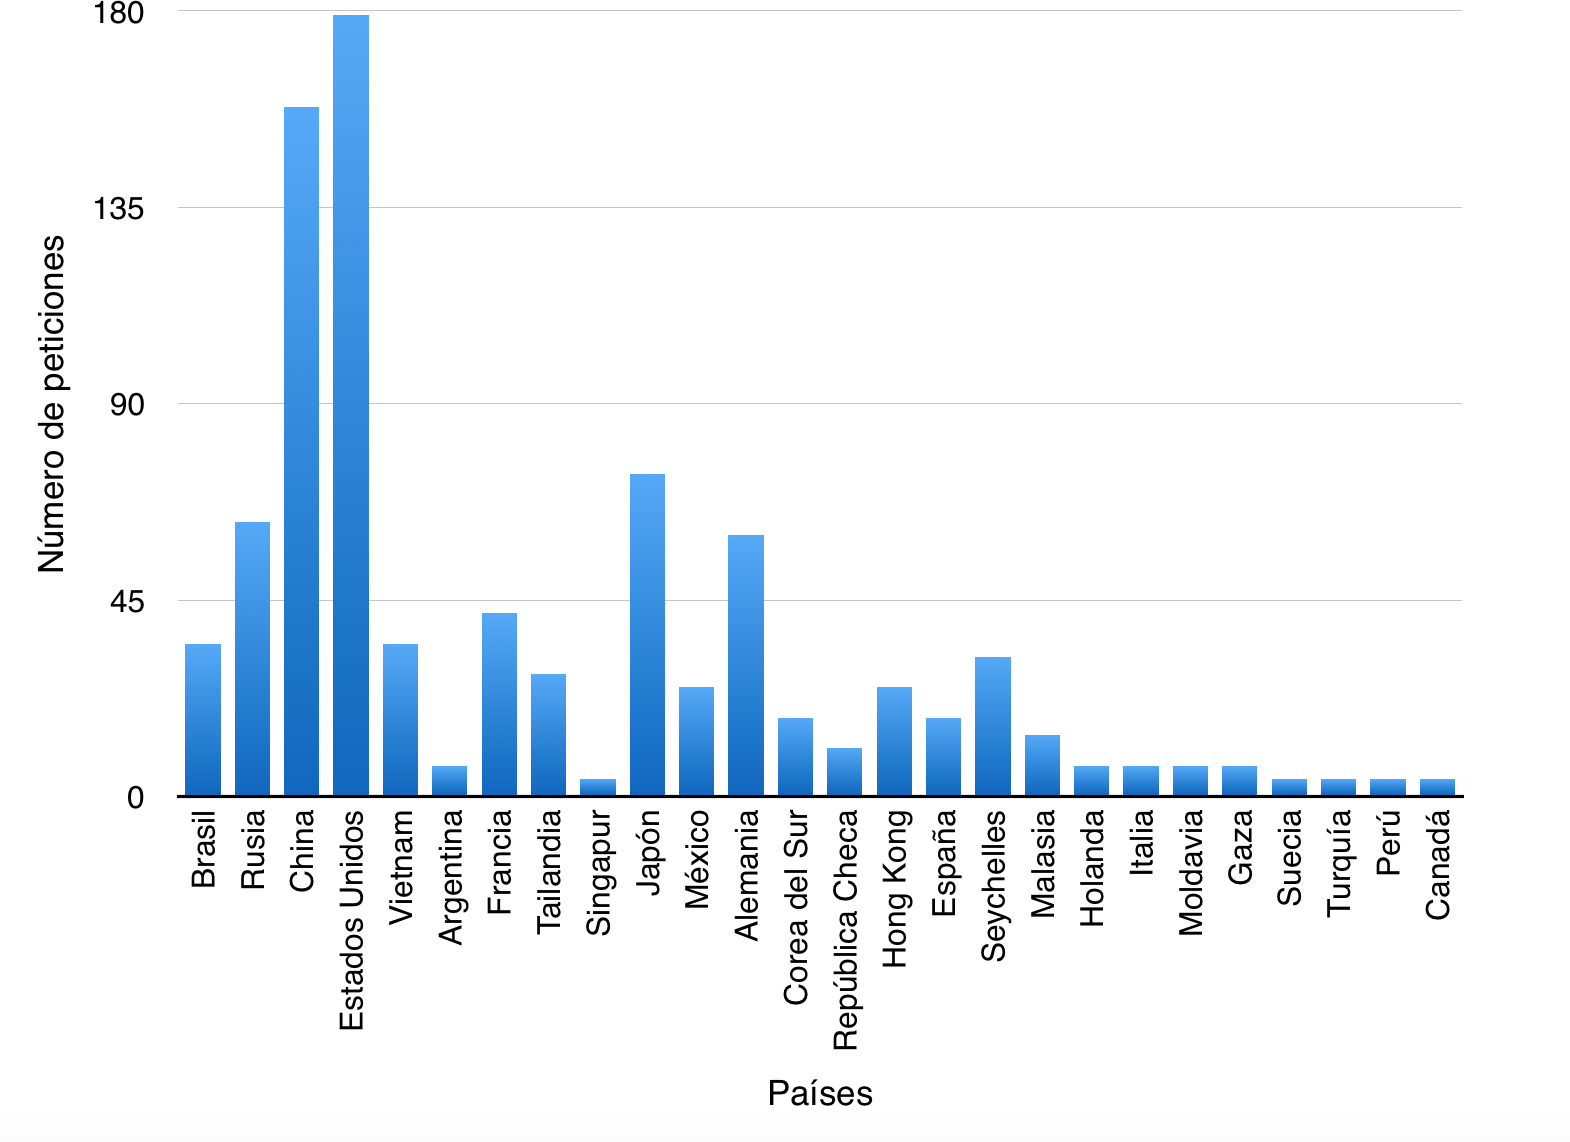 180
135
90
45
0
Número de peticiones
Brasil
Rusia
China
Estados Unidos
Vietnam
Argentina
Francia
Tailandia
Singapur
Japón
México
Alemania
Corea del Sur
República Checa
Hong Kong
España
Seychelles
Malasia
Holanda
Italia
Moldavia
Gaza
Suecia
Turquía
Perú
Canadá
Países